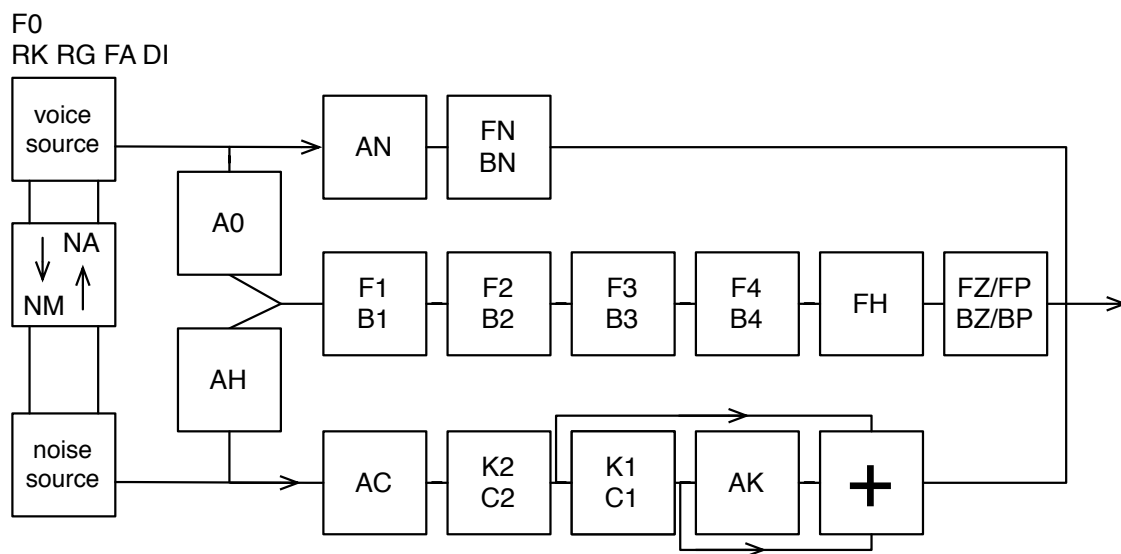 F0
RK RG FA DI
voice
source
AN
FN
BN
A0
NA
NM
F1
B1
F2
B2
F3
B3
F4
B4
FH
FZ/FP
BZ/BP
AH
noise
source
AC
K2
C2
K1
C1
AK
+